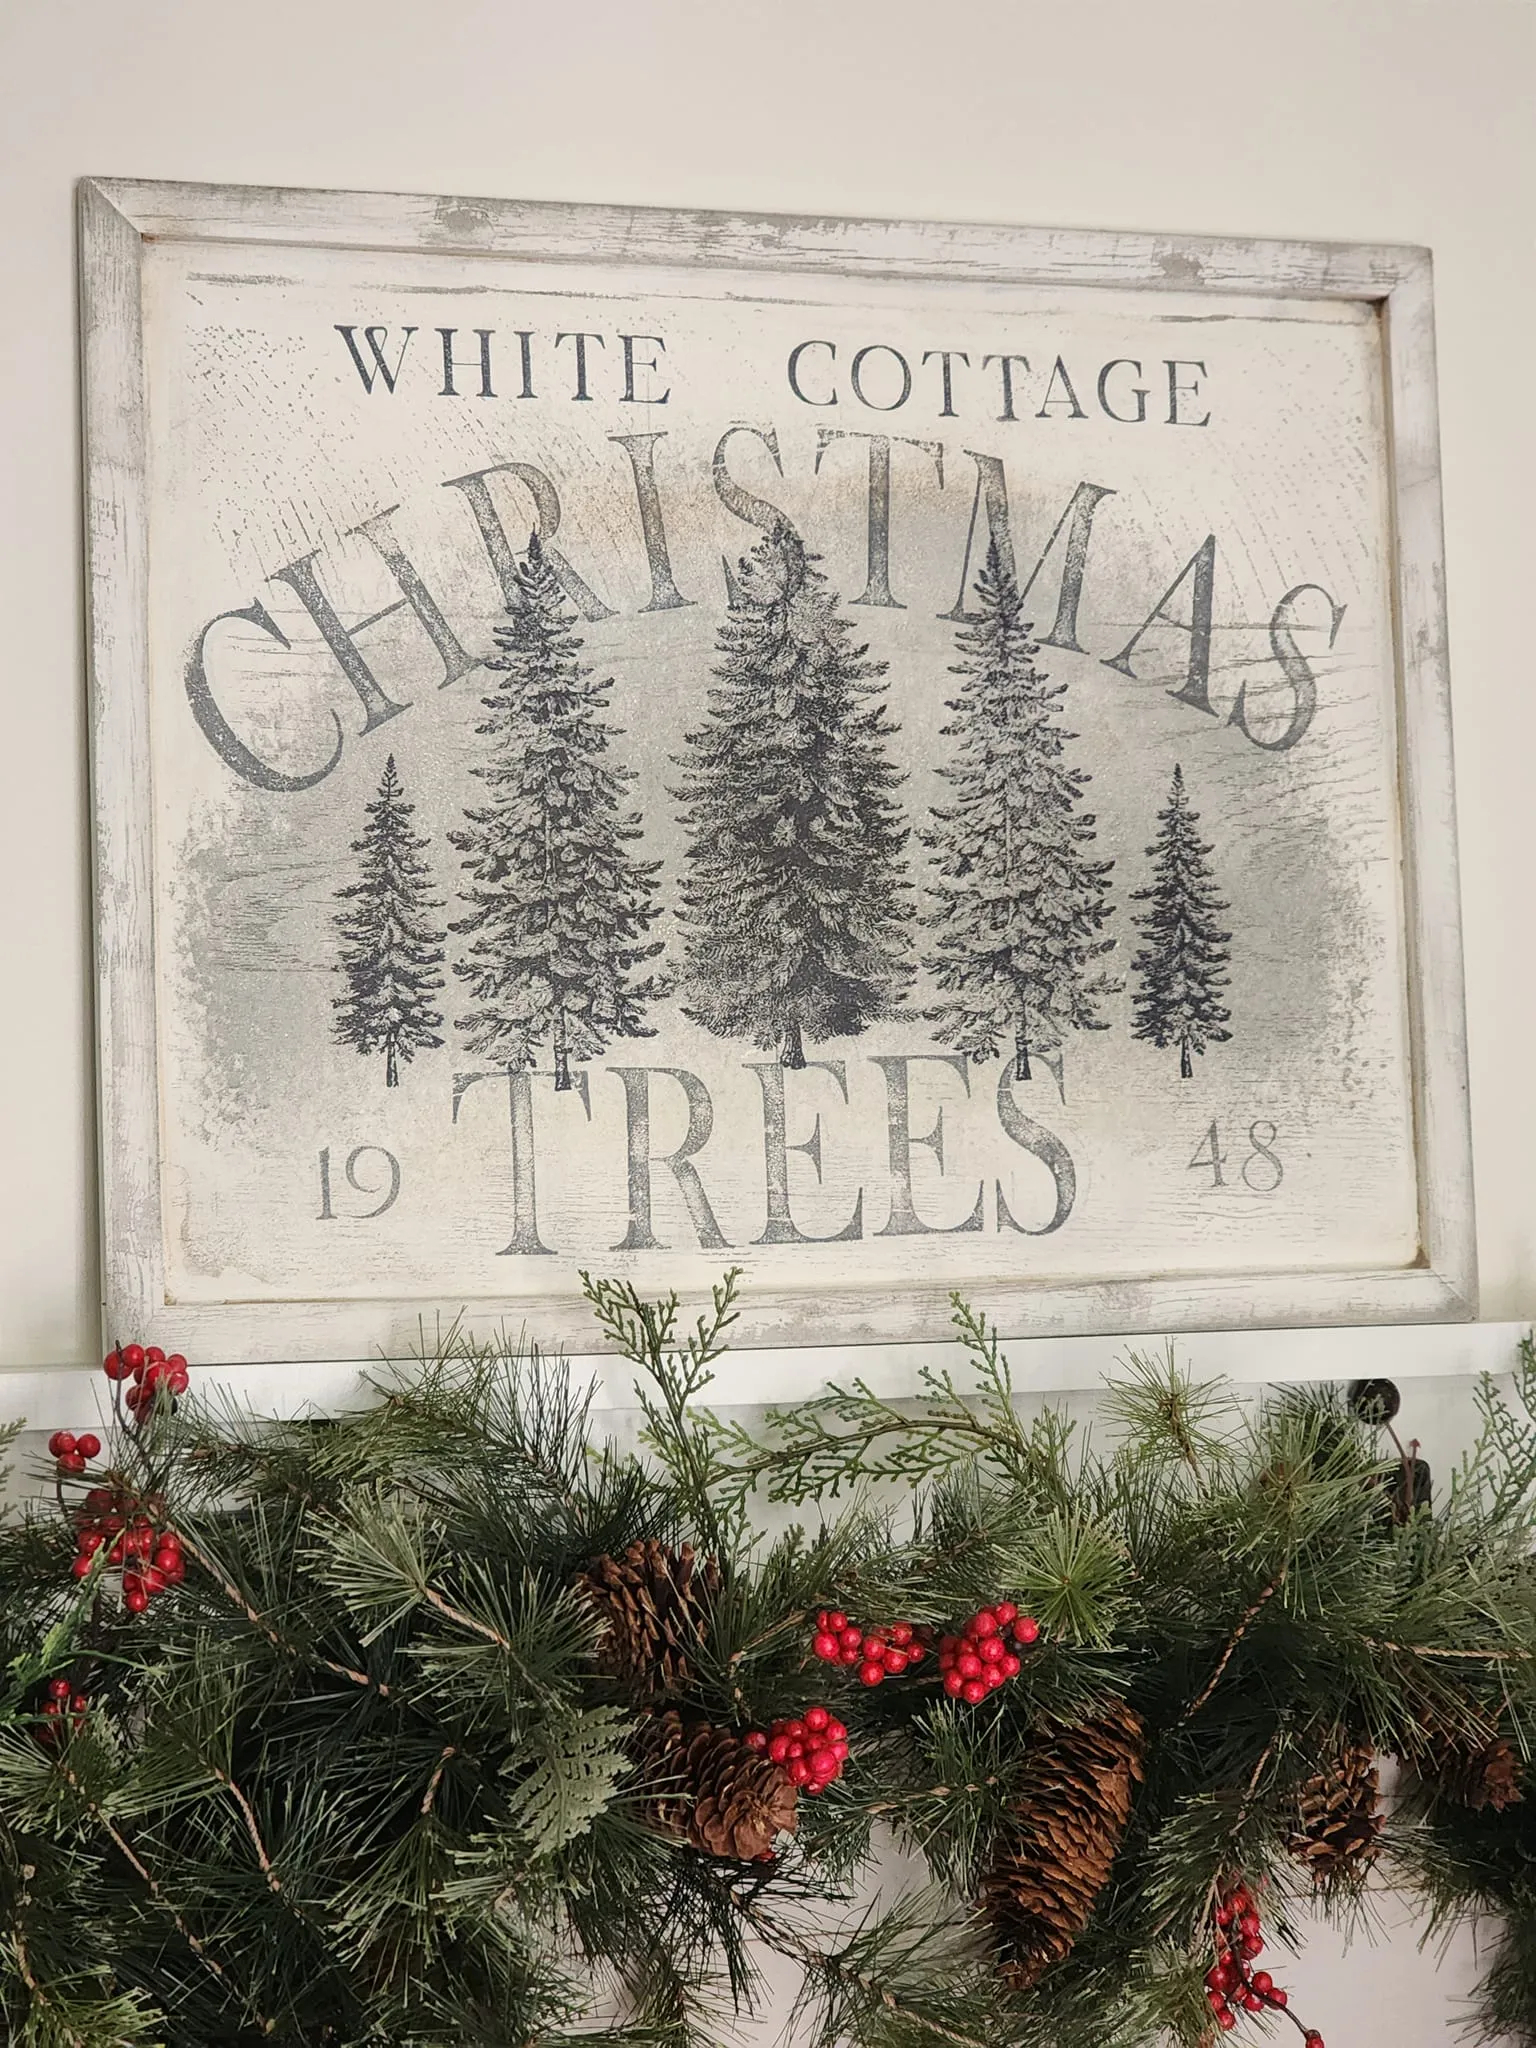 WHITE COTTAGE
CHRISTMAS
TREES
19 48